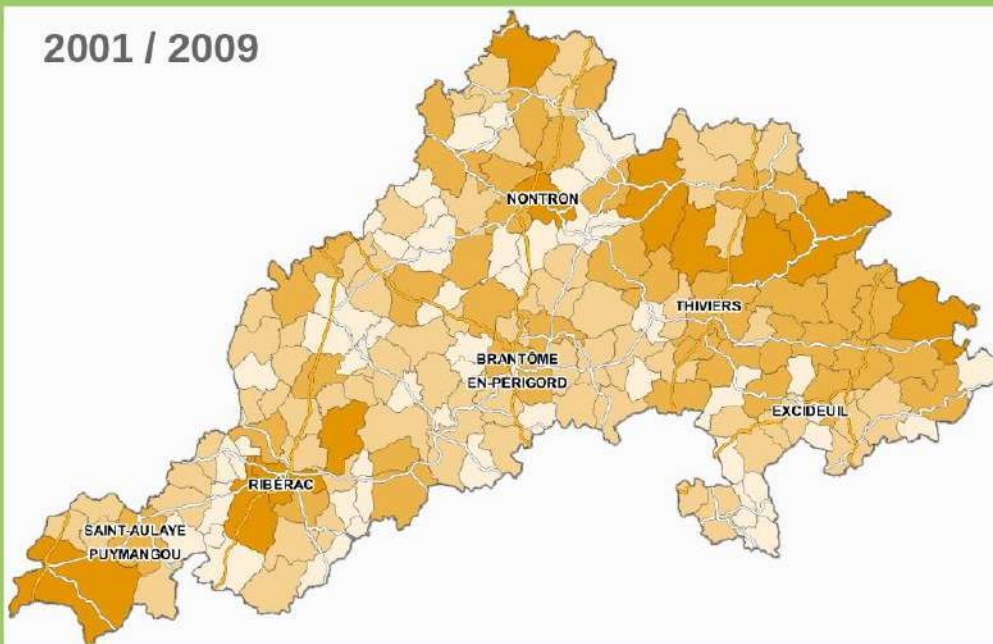 2001 / 2009
NONTRON
THIVIERS
BRANTÔME
EN-PÉRIGORD
EXCIDEUIL
RIBÉRAC
SAINT-AULAYE
PUYMANGOU